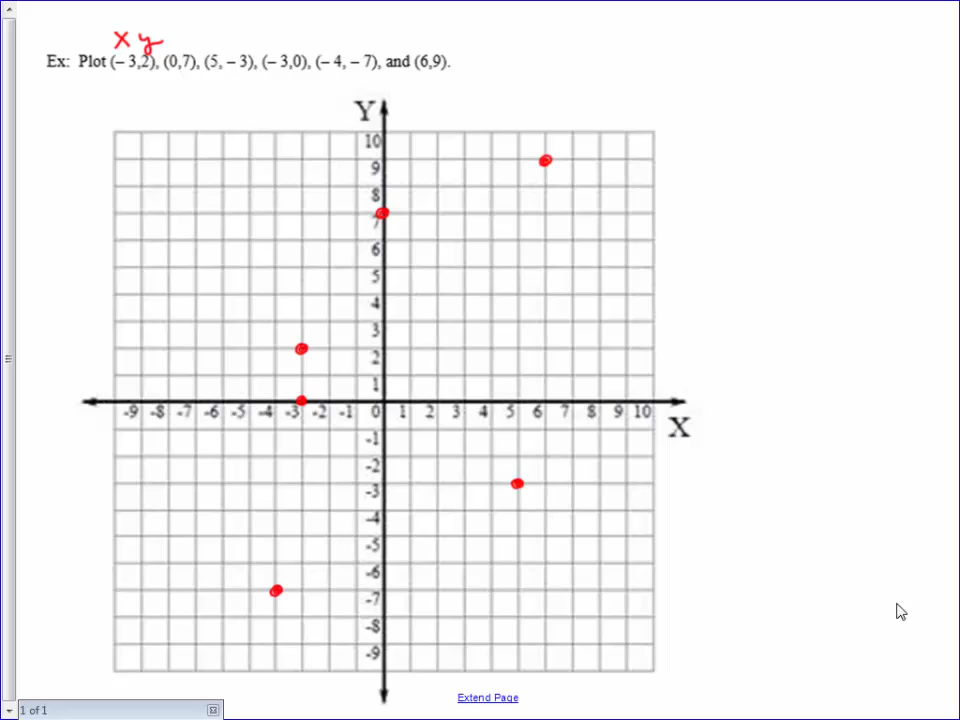 x y
Ex: Plot (– 3,2), (0,7), (5, – 3), (– 3,0), (– 4, – 7), and (6,9).
Y
10
9
8
7
6
5
4
3
2
1
-9 -8 -7 -6 -5 -4 -3 -2 -1 0 1 2 3 4 5 6 7 8 9 10
X
-1
-2
-3
-4
-5
-6
-7
-8
-9
Extend Page
1 of 1